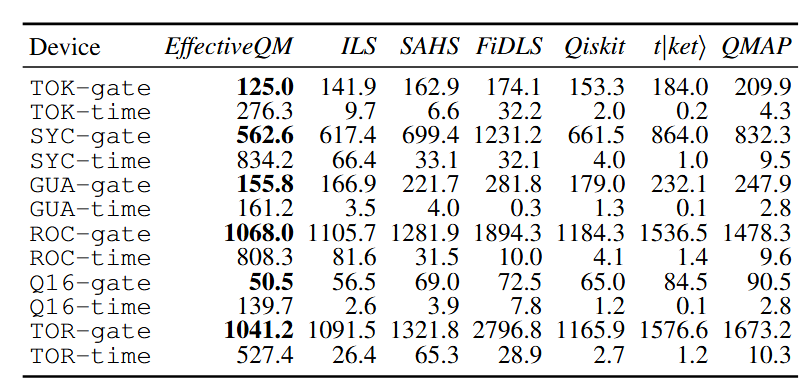 Device EffectiveQM ILS SAHS FiDLS Qiskit t|ket⟩ QMAP
TOK-gate 125.0 141.9 162.9 174.1 153.3 184.0 209.9
TOK-time 276.3 9.7 6.6 32.2 2.0 0.2 4.3
SYC-gate 562.6 617.4 699.4 1231.2 661.5 864.0 832.3
SYC-time 834.2 66.4 33.1 32.1 4.0 1.0 9.5
GUA-gate 155.8 166.9 221.7 281.8 179.0 232.1 247.9
GUA-time 161.2 3.5 4.0 0.3 1.3 0.1 2.8
ROC-gate 1068.0 1105.7 1281.9 1894.3 1184.3 1536.5 1478.3
ROC-time 808.3 81.6 31.5 10.0 4.1 1.4 9.6
Q16-gate 50.5 56.5 69.0 72.5 65.0 84.5 90.5
Q16-time 139.7 2.6 3.9 7.8 1.2 0.1 2.8
TOR-gate 1041.2 1091.5 1321.8 2796.8 1165.9 1576.6 1673.2
TOR-time 527.4 26.4 65.3 28.9 2.7 1.2 10.3